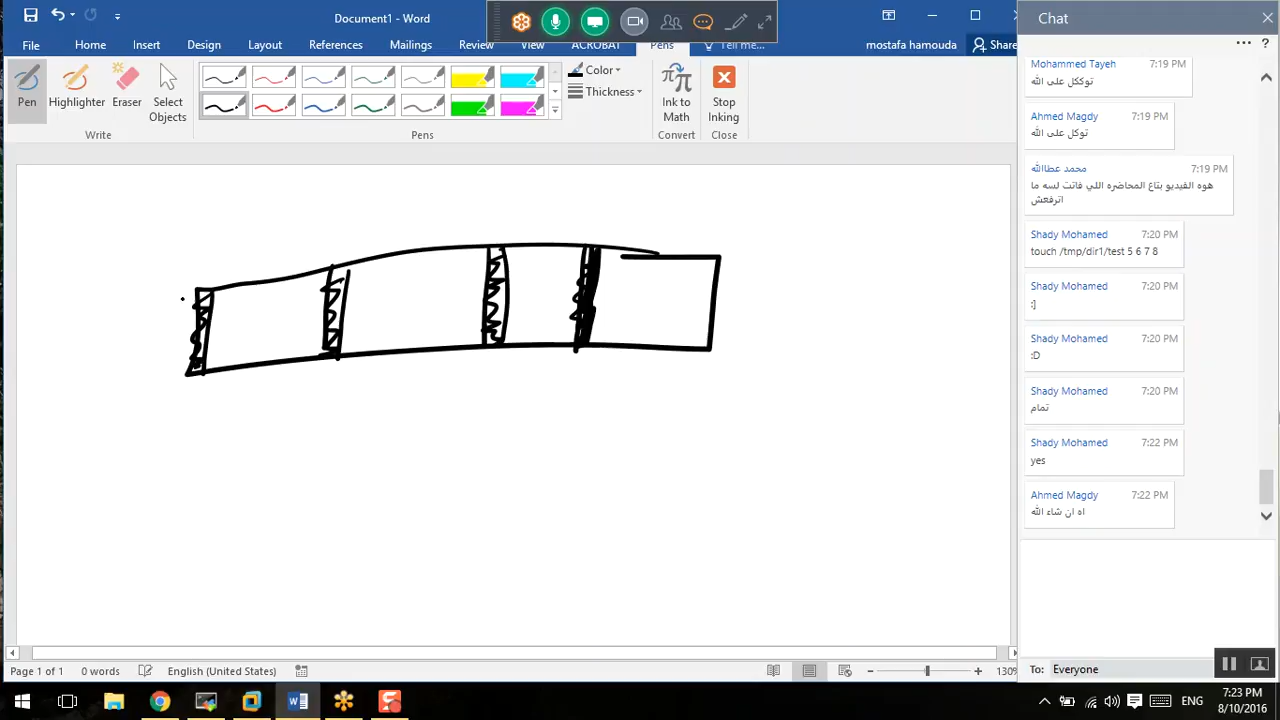 Document1 - Word
File
Home
Insert
Design
Layout
References
Mailings
Review
View
ACROBAT
Pens
Tell me...
mostafa hamouda
Share
Pen
Highlighter
Eraser
Select Objects
Color
Thickness
Ink to Math
Stop Inking
Write
Pens
Convert
Close
Chat
Mohammed Tayeh 7:19 PM
توككل على الله
Ahmed Magdy 7:19 PM
توكل على الله
محمد عطاالله 7:19 PM
هوه الفيديو بتاع المحاضره اللي فاتت لسه ما
اترفعش
Shady Mohamed 7:20 PM
touch /tmp/dir1/test 5 6 7 8
Shady Mohamed 7:20 PM
:]
Shady Mohamed 7:20 PM
:D
Shady Mohamed 7:20 PM
تمام
Shady Mohamed 7:22 PM
yes
Ahmed Magdy 7:22 PM
اه ان شاء الله
To: Everyone
Page 1 of 1
0 words
English (United States)
130%
ENG
7:23 PM
8/10/2016